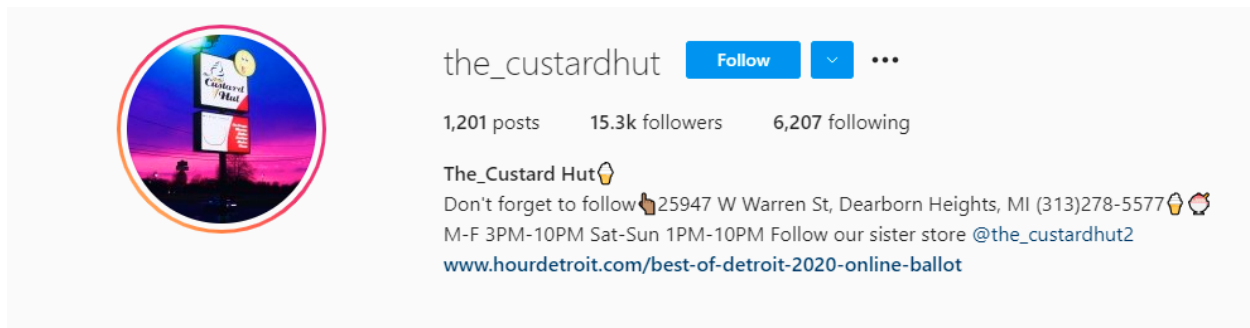 the_custardhut Follow
1,201 posts 15.3k followers 6,207 following
The_Custard Hut🍦
Don't forget to follow👆🏾25947 W Warren St, Dearborn Heights, MI (313)278-5577🍦🍧
M-F 3PM-10PM Sat-Sun 1PM-10PM Follow our sister store @the_custardhut2
www.hourdetroit.com/best-of-detroit-2020-online-ballot
Custard
Hut